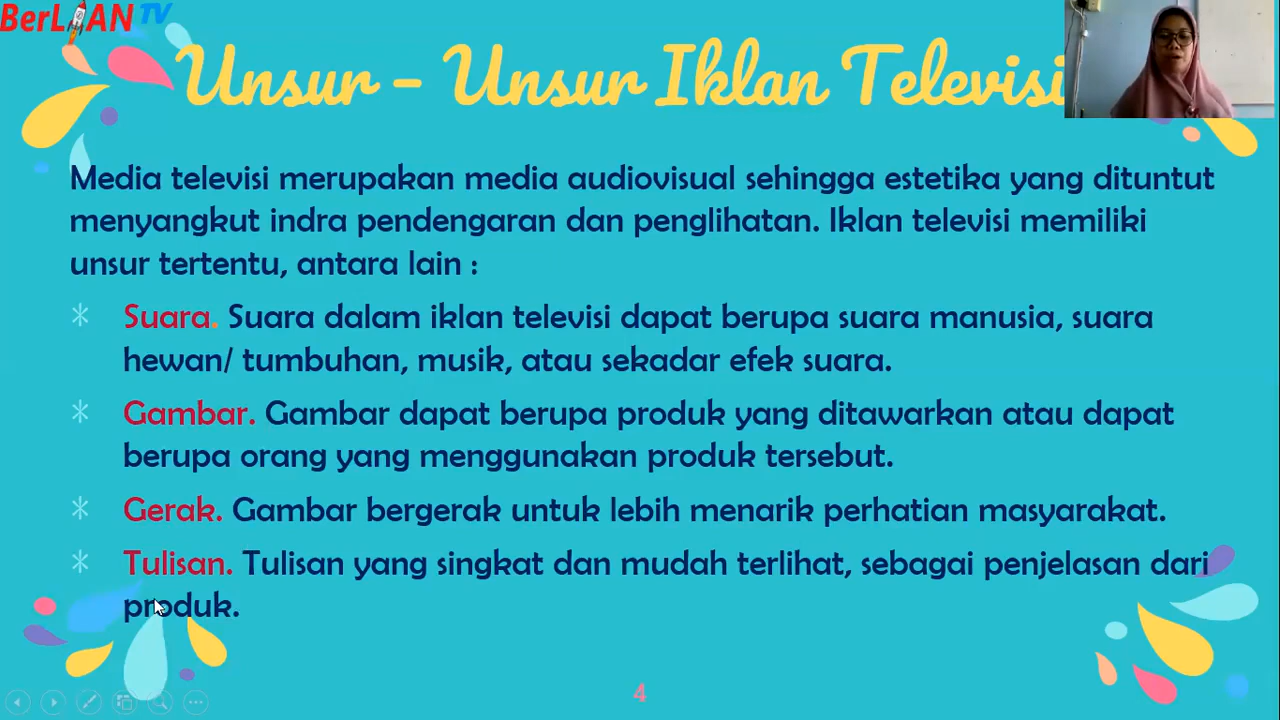 BerLIAN TV
Unsur - Unsur Iklan Televisi
Media televisi merupakan media audiovisual sehingga estetika yang dituntut
menyangkut indra pendengaran dan penglihatan. Iklan televisi memiliki
unsur tertentu, antara lain :
* Suara. Suara dalam iklan televisi dapat berupa suara manusia, suara
hewan/ tumbuhan, musik, atau sekadar efek suara.
* Gambar. Gambar dapat berupa produk yang ditawarkan atau dapat
berupa orang yang menggunakan produk tersebut.
* Gerak. Gambar bergerak untuk lebih menarik perhatian masyarakat.
* Tulisan. Tulisan yang singkat dan mudah terlihat, sebagai penjelasan dari
produk.
4